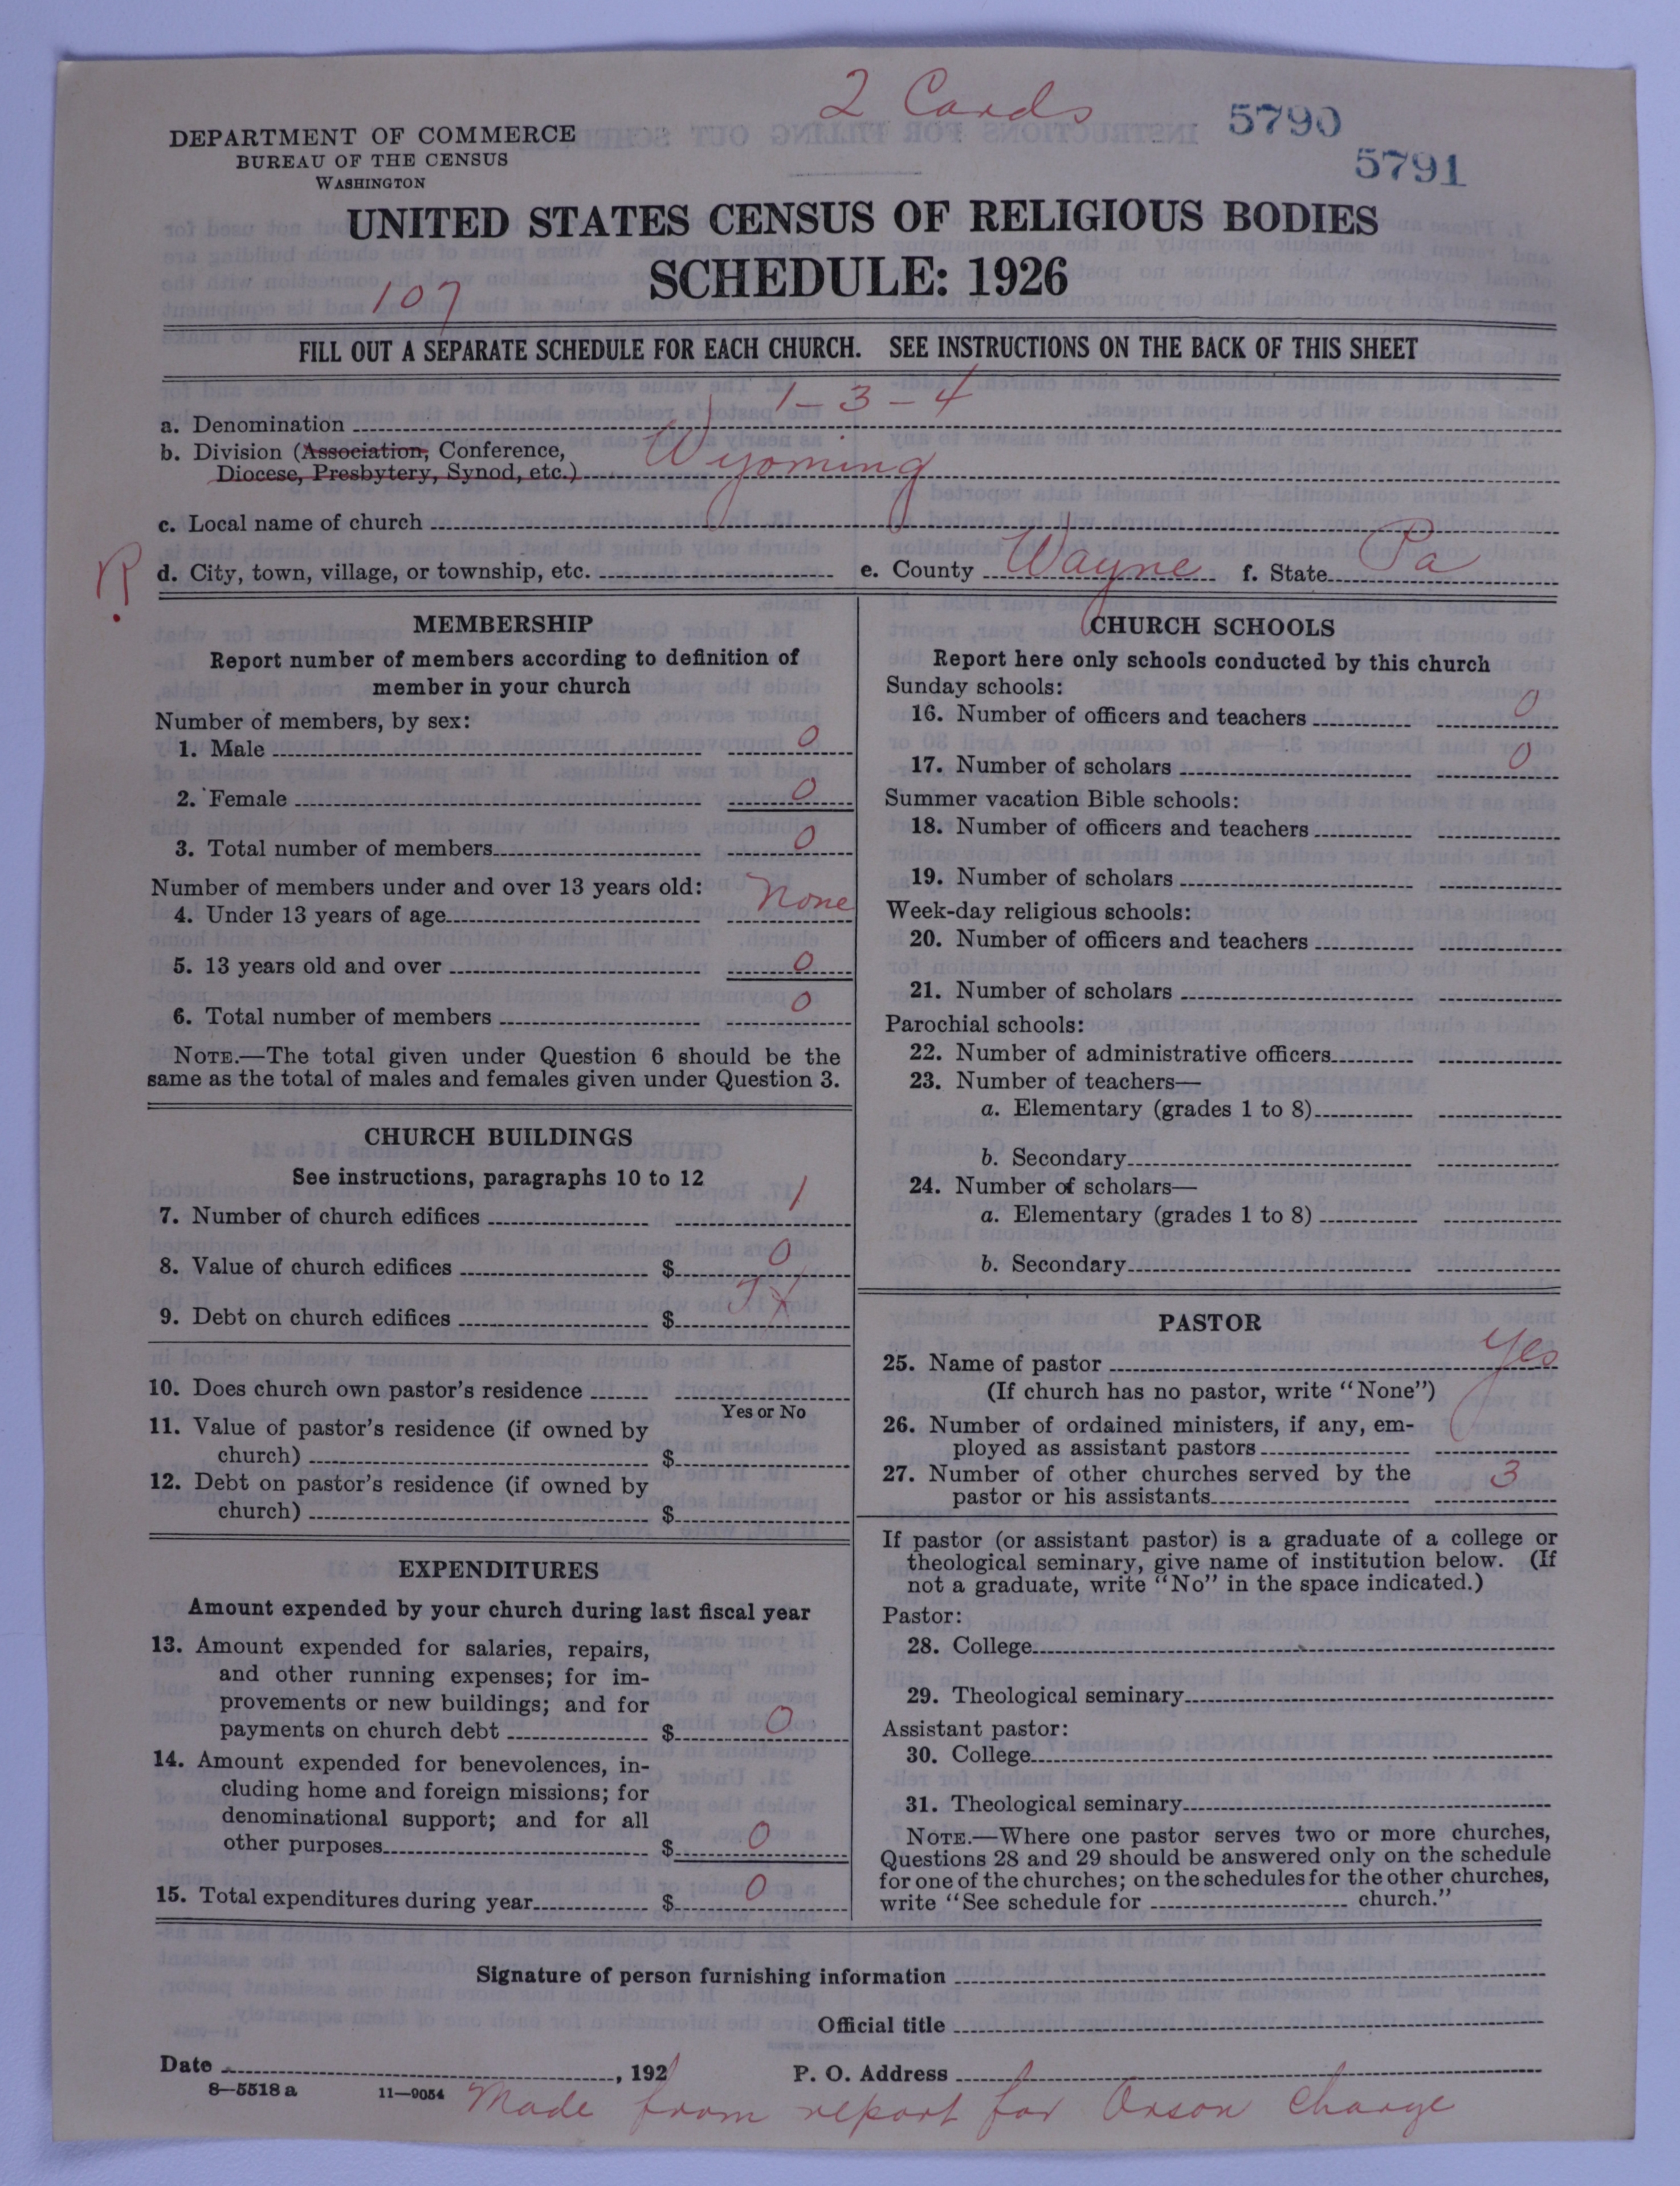 2 Cards
5790
5791
DEPARTMENT OF COMMERCE
BUREAU OF THE CENSUS
WASHINGTON
UNITED STATES CENSUS OF RELIGIOUS BODIES
SCHEDULE: 1926
107
FILL OUT A SEPARATE SCHEDULE FOR EACH CHURCH. SEE INSTRUCTIONS ON THE BACK OF THIS SHEET
a. Denomination 1-3-4
b. Division (Association, Conference,
Diocese, Presbytery, Synod, etc.) Wyoming
c. Local name of church
R
d. City, town, village, or township, etc. e. County Wayne f. State Pa
MEMBERSHIP
Report number of members according to definition of
member in your church
Number of members, by sex:
1. Male 0
2. Female 0
3. Total number of members 0
Number of members under and over 13 years old:
4. Under 13 years of age None
5. 13 years old and over 0
6. Total number of members 0
NOTE.—The total given under Question 6 should be the
same as the total of males and females given under Question 3.
CHURCH BUILDINGS
See instructions, paragraphs 10 to 12
7. Number of church edifices 1
8. Value of church edifices $ 0
9. Debt on church edifices $
10. Does church own pastor's residence
Yes or No
11. Value of pastor's residence (if owned by
church) $
12. Debt on pastor's residence (if owned by
church) $
EXPENDITURES
Amount expended by your church during last fiscal year
13. Amount expended for salaries, repairs,
and other running expenses; for im-
provements or new buildings; and for
payments on church debt $ 0
14. Amount expended for benevolences, in-
cluding home and foreign missions; for
denominational support; and for all
other purposes $ 0
15. Total expenditures during year $ 0
CHURCH SCHOOLS
Report here only schools conducted by this church
Sunday schools:
16. Number of officers and teachers 0
17. Number of scholars 0
Summer vacation Bible schools:
18. Number of officers and teachers
19. Number of scholars
Week-day religious schools:
20. Number of officers and teachers
21. Number of scholars
Parochial schools:
22. Number of administrative officers
23. Number of teachers—
a. Elementary (grades 1 to 8)
b. Secondary
24. Number of scholars—
a. Elementary (grades 1 to 8)
b. Secondary
PASTOR
25. Name of pastor Yes
(If church has no pastor, write "None")
26. Number of ordained ministers, if any, em-
ployed as assistant pastors
27. Number of other churches served by the
pastor or his assistants 3
If pastor (or assistant pastor) is a graduate of a college or
theological seminary, give name of institution below. (If
not a graduate, write "No" in the space indicated.)
Pastor:
28. College
29. Theological seminary
Assistant pastor:
30. College
31. Theological seminary
NOTE.—Where one pastor serves two or more churches,
Questions 28 and 29 should be answered only on the schedule
for one of the churches; on the schedules for the other churches,
write "See schedule for church."
Signature of person furnishing information
Official title
Date , 192 P. O. Address
8—5518 a 11—9054
Made from report for Orson Charge